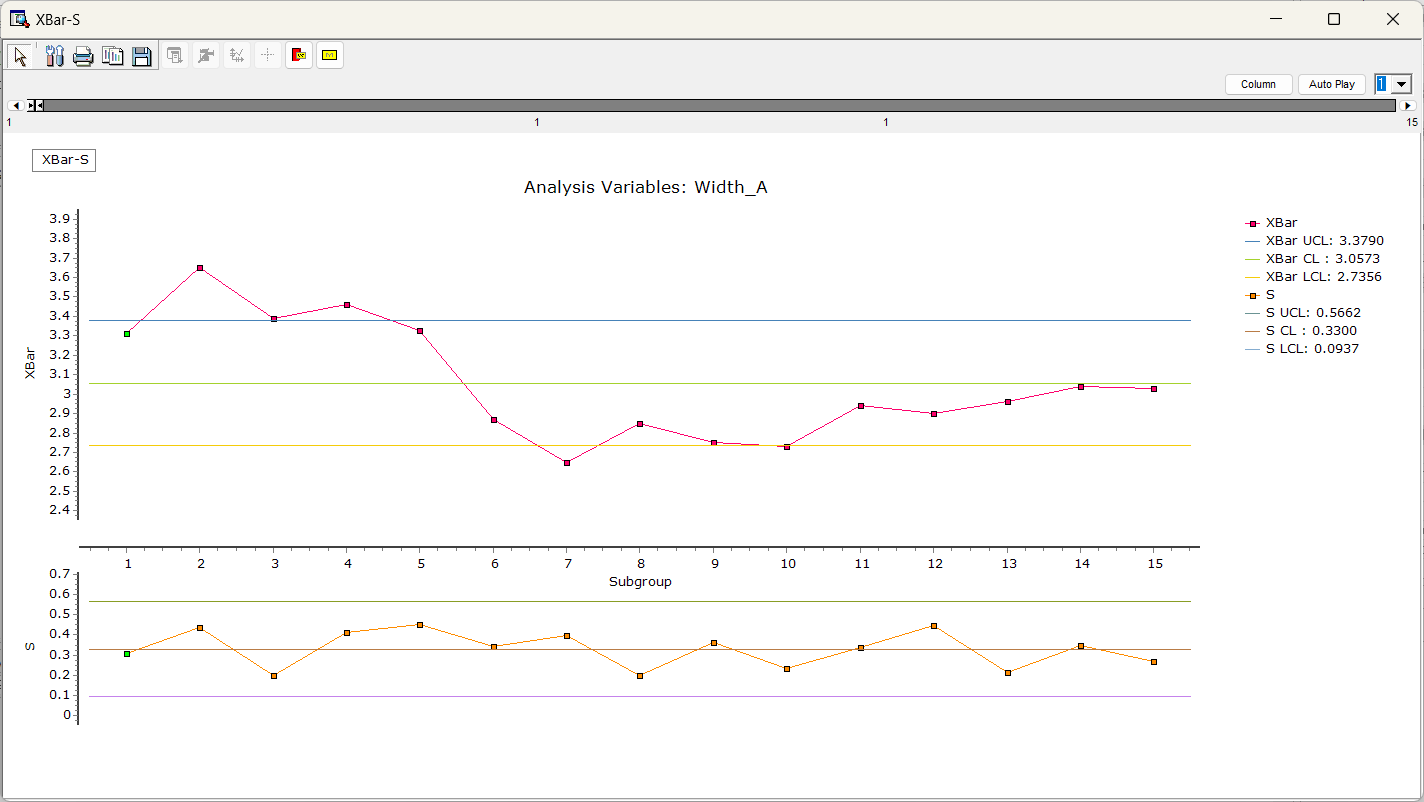 XBar-S
Column Auto Play 1
1 1 1 15
XBar-S
Analysis Variables: Width_A
3.9
3.8
3.7
3.6
3.5
3.4
3.3
3.2
3.1
3
2.9
2.8
2.7
2.6
2.5
2.4
XBar
XBar
XBar UCL: 3.3790
XBar CL : 3.0573
XBar LCL: 2.7356
S
S UCL: 0.5662
S CL : 0.3300
S LCL: 0.0937
1 2 3 4 5 6 7 8 9 10 11 12 13 14 15
Subgroup
0.7
0.6
0.5
0.4
0.3
0.2
0.1
0
S